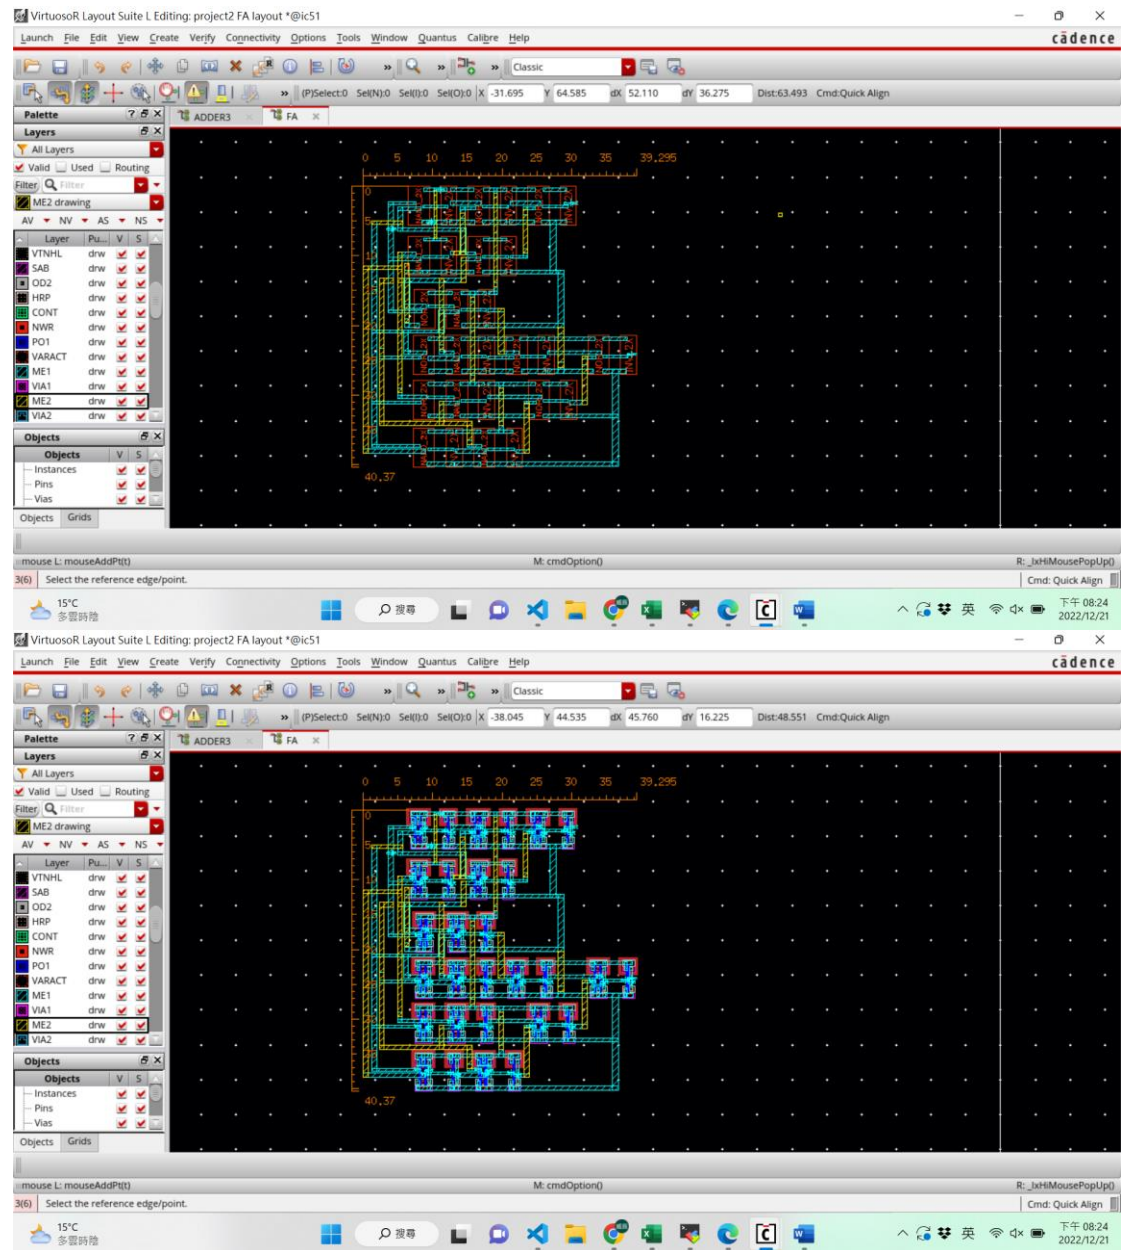 VirtuosoR Layout Suite L Editing: project2 FA layout *@ic51
Launch File Edit View Create Verify Connectivity Options Tools Window Quantus Calibre Help
cādence
» » » Classic
» (P)Select:0 Sel(N):0 Sel(I):0 Sel(O):0 X -31.695 Y 64.585 dX 52.110 dY 36.275 Dist:63.493 Cmd:Quick Align
Palette ? ADDER3 FA
Layers
All Layers
Valid Used Routing
Filter Filter
ME2 drawing
AV NV AS NS
Layer Pu... V S
VTNHL drw
SAB drw
OD2 drw
HRP drw
CONT drw
NWR drw
PO1 drw
VARACT drw
ME1 drw
VIA1 drw
ME2 drw
VIA2 drw
Objects
Objects V S
Instances
Pins
Vias
Objects Grids
0 5 10 15 20 25 30 35 39.295
0
5
40.37
mouse L: mouseAddPt(t) M: cmdOption() R: _lxHiMousePopUp()
3(6) Select the reference edge/point. Cmd: Quick Align
15°C
多雲時陰
搜尋
英
下午 08:24
2022/12/21
VirtuosoR Layout Suite L Editing: project2 FA layout *@ic51
Launch File Edit View Create Verify Connectivity Options Tools Window Quantus Calibre Help
cādence
» » » Classic
» (P)Select:0 Sel(N):0 Sel(I):0 Sel(O):0 X -38.045 Y 44.535 dX 45.760 dY 16.225 Dist:48.551 Cmd:Quick Align
Palette ? ADDER3 FA
Layers
All Layers
Valid Used Routing
Filter Filter
ME2 drawing
AV NV AS NS
Layer Pu... V S
VTNHL drw
SAB drw
OD2 drw
HRP drw
CONT drw
NWR drw
PO1 drw
VARACT drw
ME1 drw
VIA1 drw
ME2 drw
VIA2 drw
Objects
Objects V S
Instances
Pins
Vias
Objects Grids
0 5 10 15 20 25 30 35 39.295
0
5
40.37
mouse L: mouseAddPt(t) M: cmdOption() R: _lxHiMousePopUp()
3(6) Select the reference edge/point. Cmd: Quick Align
15°C
多雲時陰
搜尋
英
下午 08:24
2022/12/21